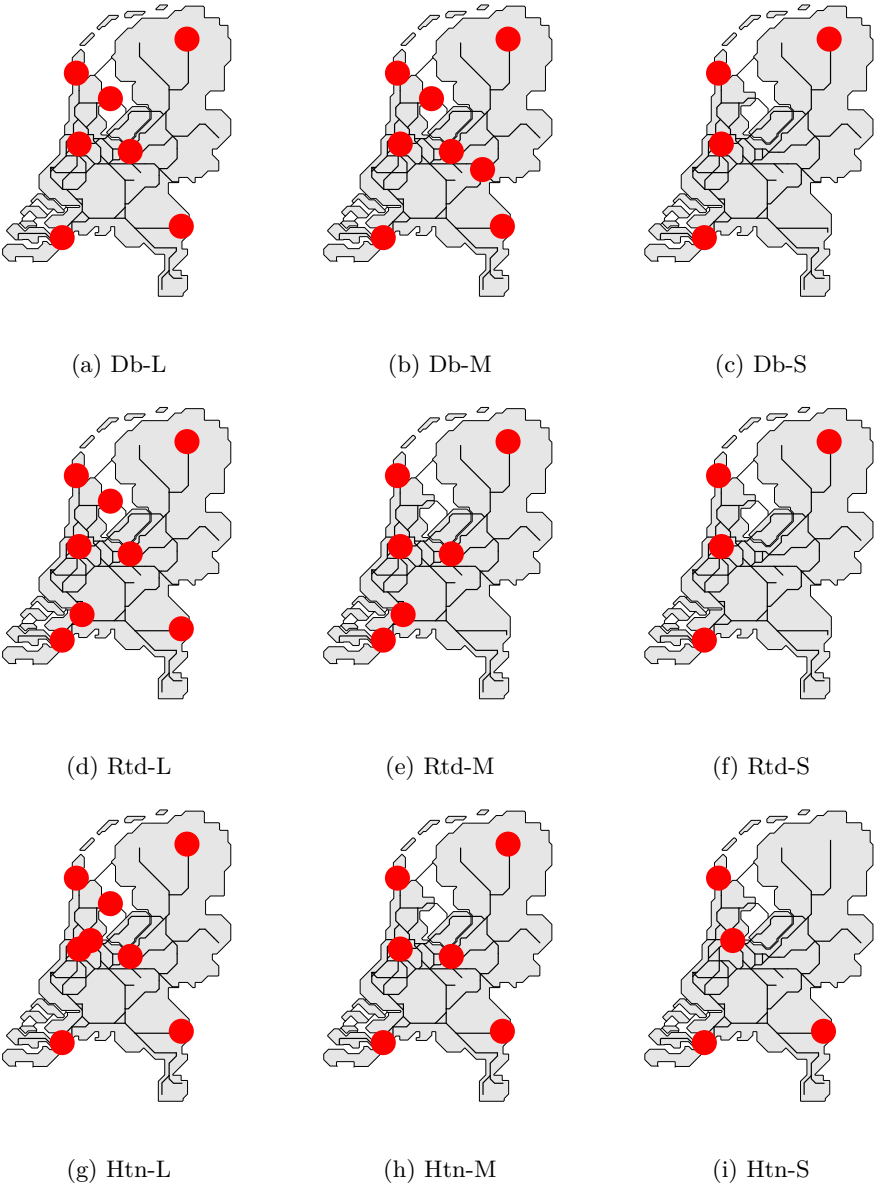 (a) Db-L
(b) Db-M
(c) Db-S
(d) Rtd-L
(e) Rtd-M
(f) Rtd-S
(g) Htn-L
(h) Htn-M
(i) Htn-S